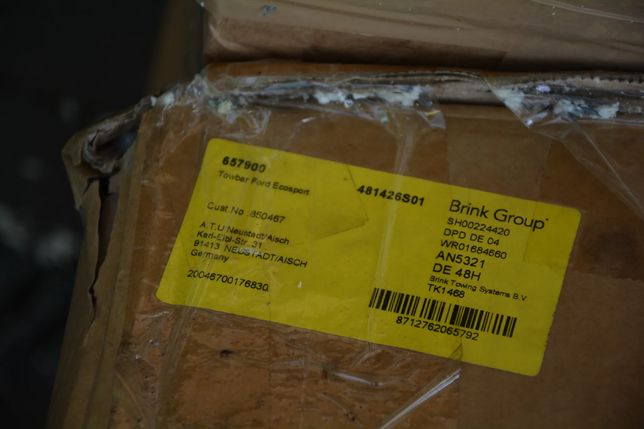 657900
Towbar Ford Ecosport
481426S01
Cust.No. 850467
A.T.U Neustadt/Aisch
Karl-Eibl-Str. 31
91413 NEUSTADT/AISCH
Germany
20046700176830
Brink Group
SH00224420
DPD DE 04
WR01684660
AN5321
DE 48H
Brink Towing Systems B.V.
TK1468
8712762065792